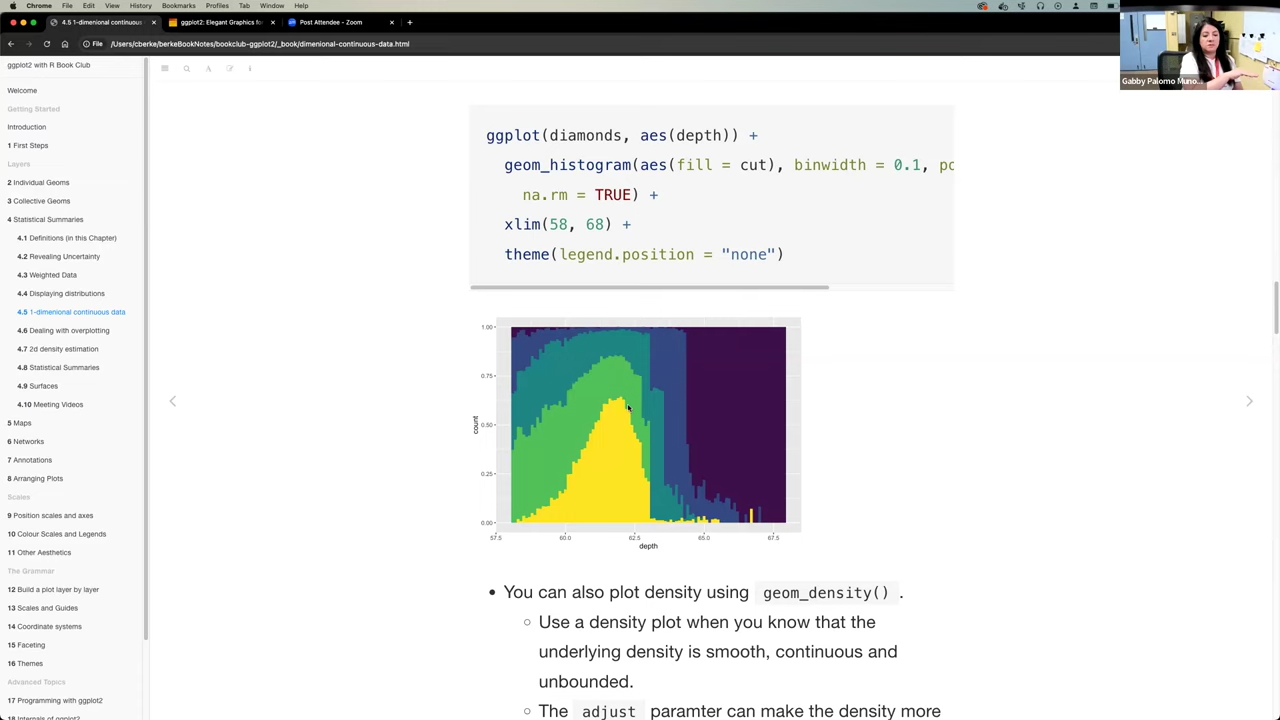 Chrome File Edit View History Bookmarks Profiles Tab Window Help
4.5 1-dimenional continuous
ggplot2: Elegant Graphics fo
Post Attendee - Zoom
File /Users/cberke/berkeBookNotes/bookclub-ggplot2/_book/dimenional-continuous-data.html
Gabby Palomo Muno...
ggplot2 with R Book Club
Welcome
Getting Started
Introduction
1 First Steps
Layers
2 Individual Geoms
3 Collective Geoms
4 Statistical Summaries
4.1 Definitions (in this Chapter)
4.2 Revealing Uncertainty
4.3 Weighted Data
4.4 Displaying distributions
4.5 1-dimenional continuous data
4.6 Dealing with overplotting
4.7 2d density estimation
4.8 Statistical Summaries
4.9 Surfaces
4.10 Meeting Videos
5 Maps
6 Networks
7 Annotations
8 Arranging Plots
Scales
9 Position scales and axes
10 Colour Scales and Legends
11 Other Aesthetics
The Grammar
12 Build a plot layer by layer
13 Scales and Guides
14 Coordinate systems
15 Faceting
16 Themes
Advanced Topics
17 Programming with ggplot2
18 Internals of ggplot2
ggplot(diamonds, aes(depth)) +
geom_histogram(aes(fill = cut), binwidth = 0.1, po
na.rm = TRUE) +
xlim(58, 68) +
theme(legend.position = "none")
1.00
0.75
0.50
0.25
0.00
count
57.5 60.0 62.5 65.0 67.5
depth
• You can also plot density using geom_density() .
○ Use a density plot when you know that the
underlying density is smooth, continuous and
unbounded.
○ The adjust paramter can make the density more